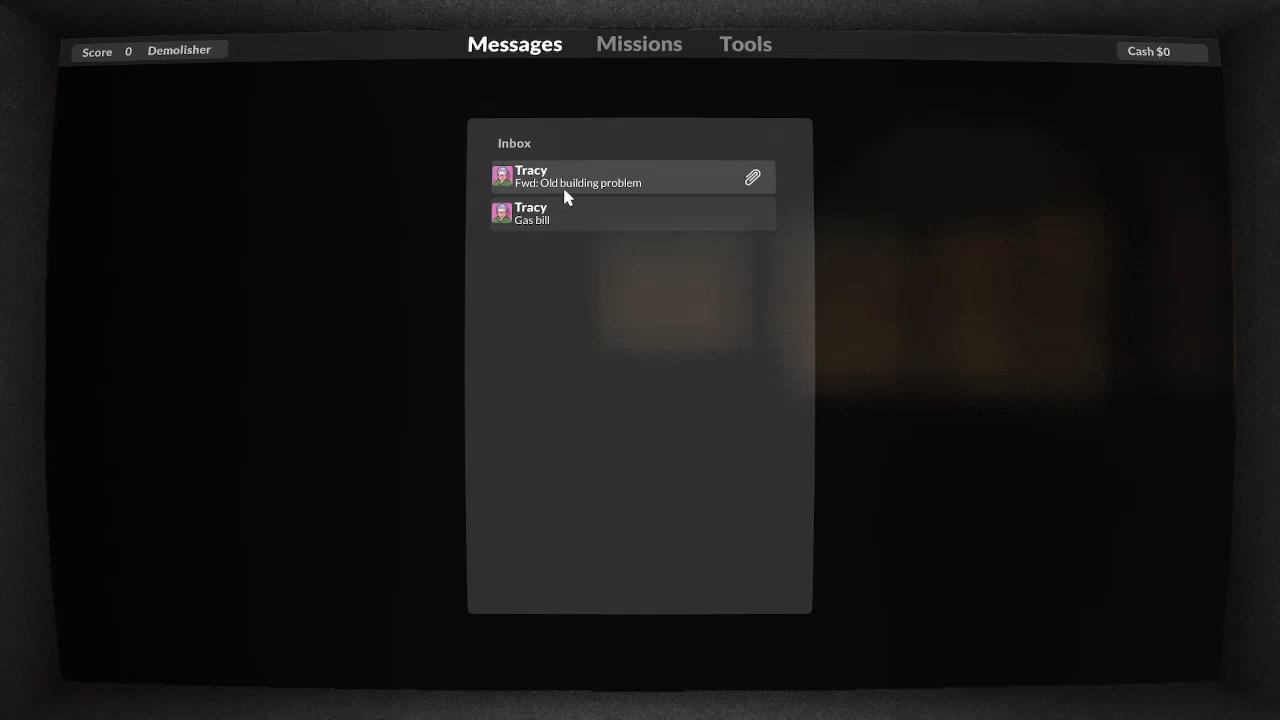 Score 0 Demolisher
Messages Missions Tools
Cash $0
Inbox
Tracy
Fwd: Old building problem
Tracy
Gas bill